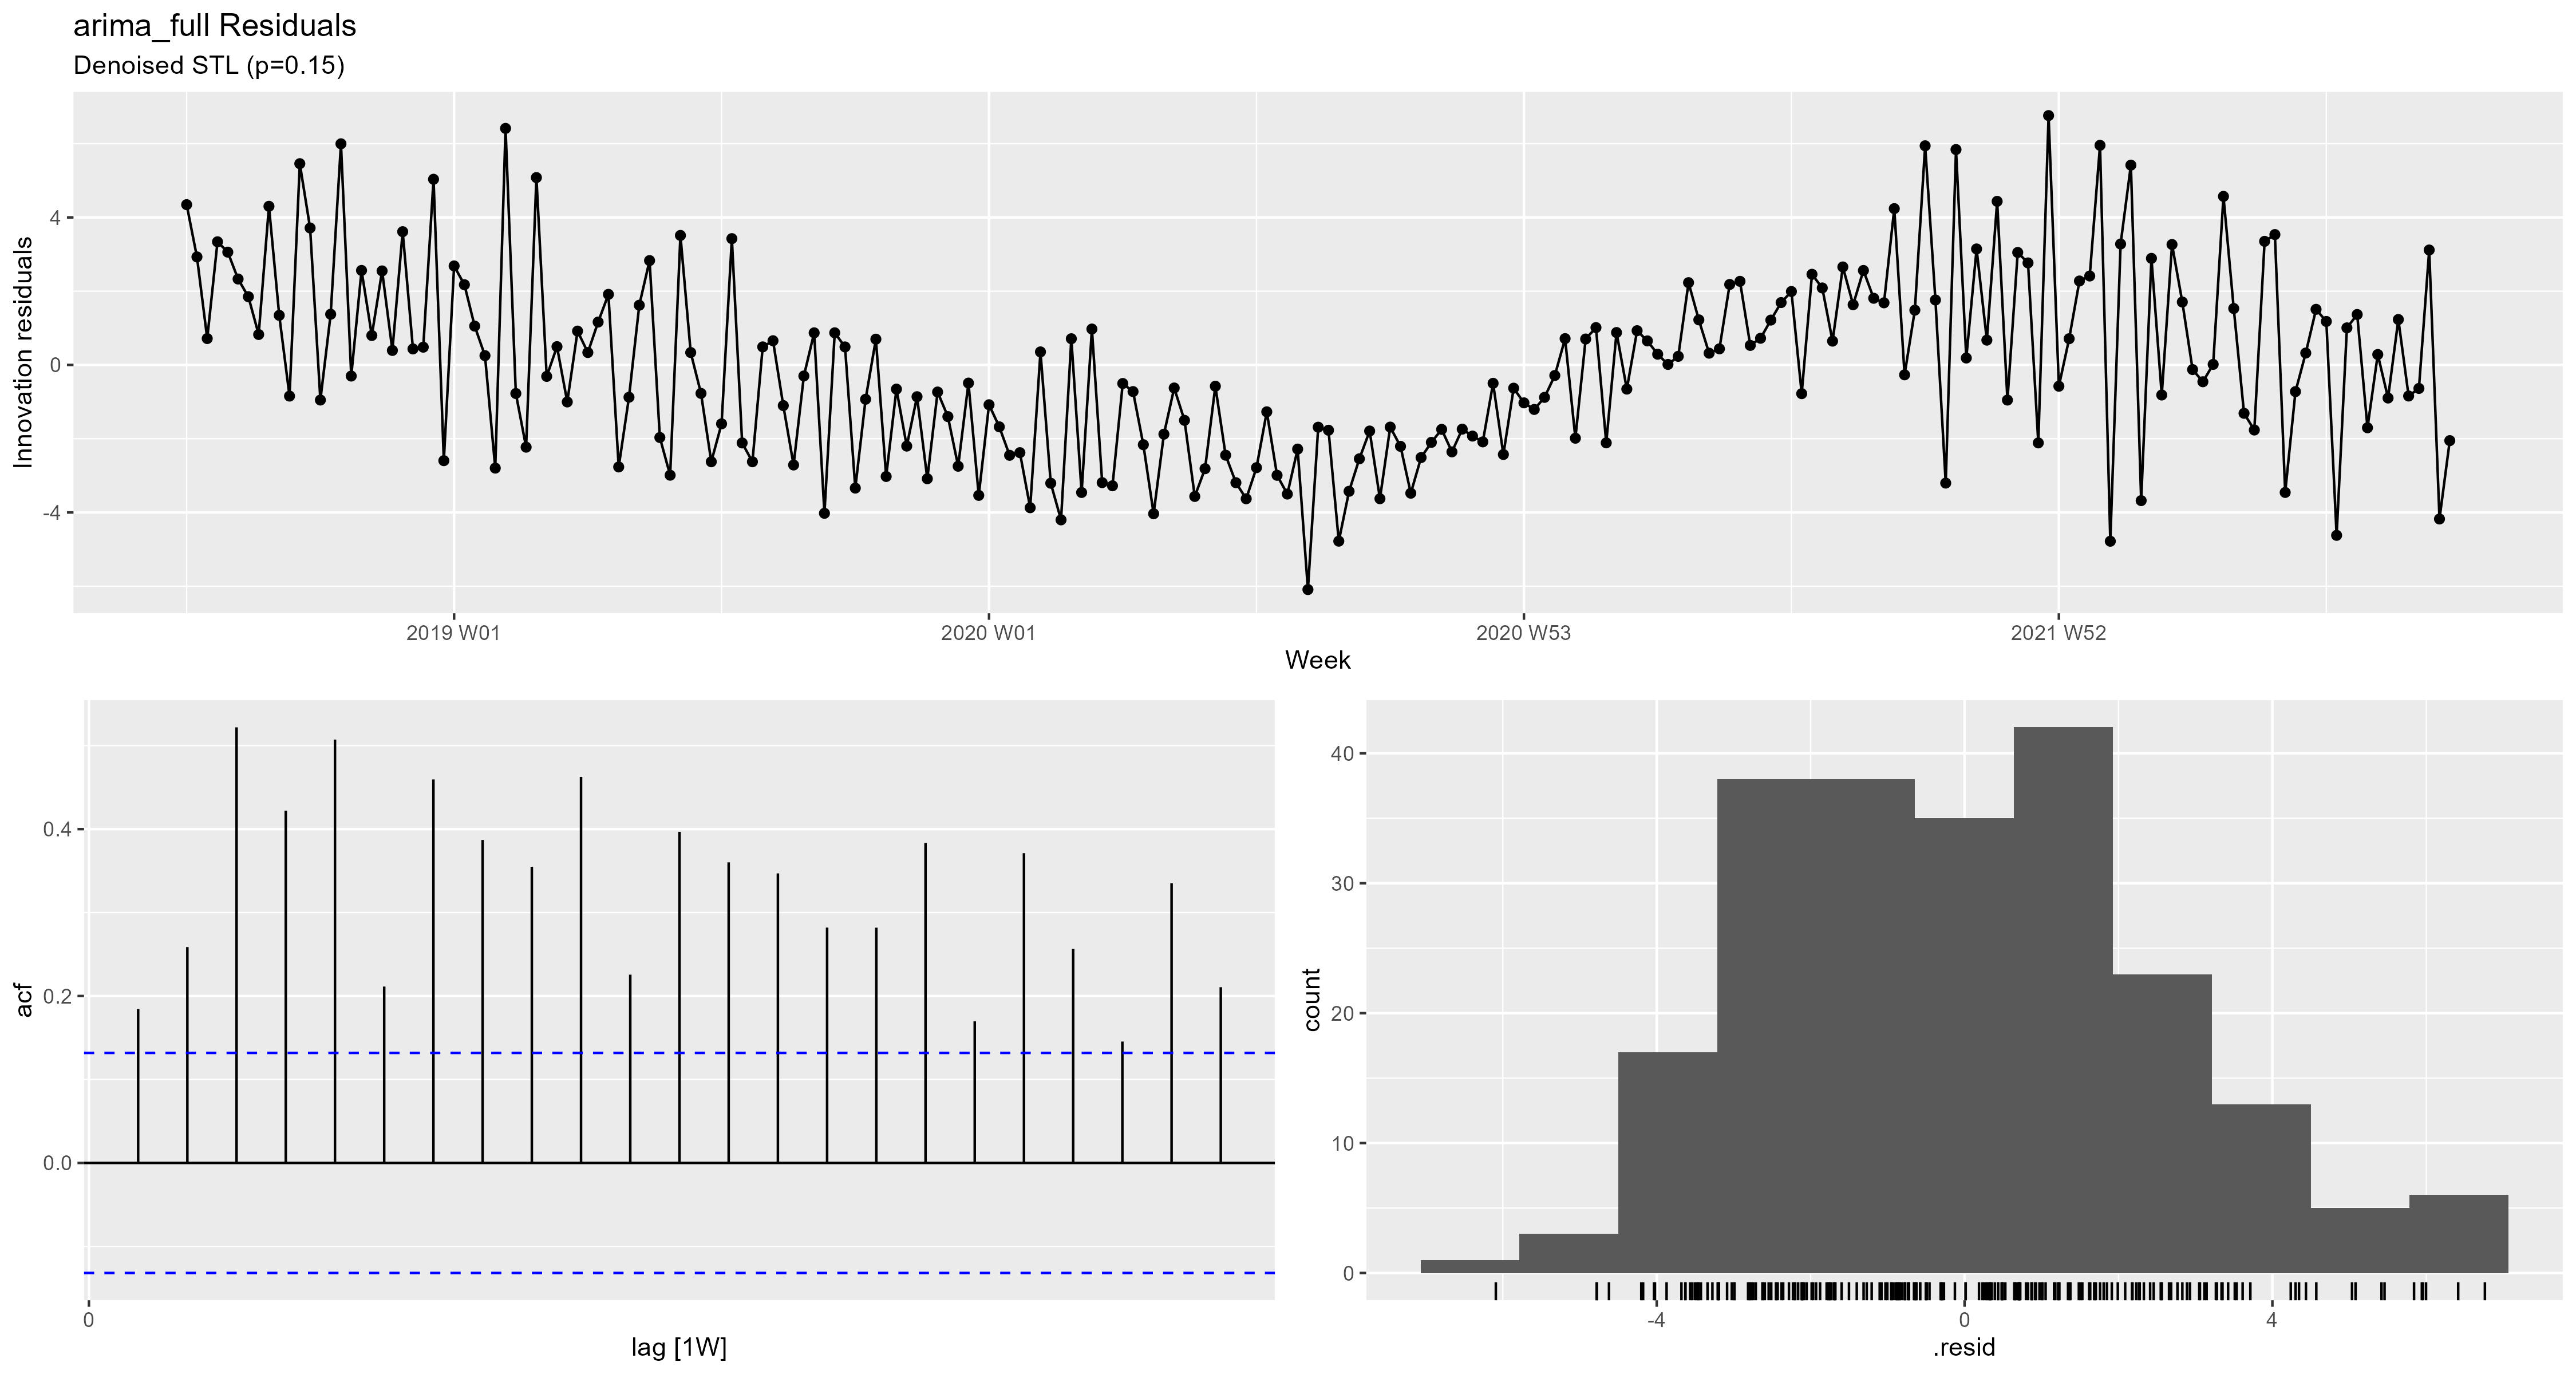 arima_full Residuals
Denoised STL (p=0.15)
Innovation residuals
4
0
-4
2019 W01
2020 W01
2020 W53
2021 W52
Week
acf
0.4
0.2
0.0
0
lag [1W]
count
40
30
20
10
0
-4
0
4
.resid